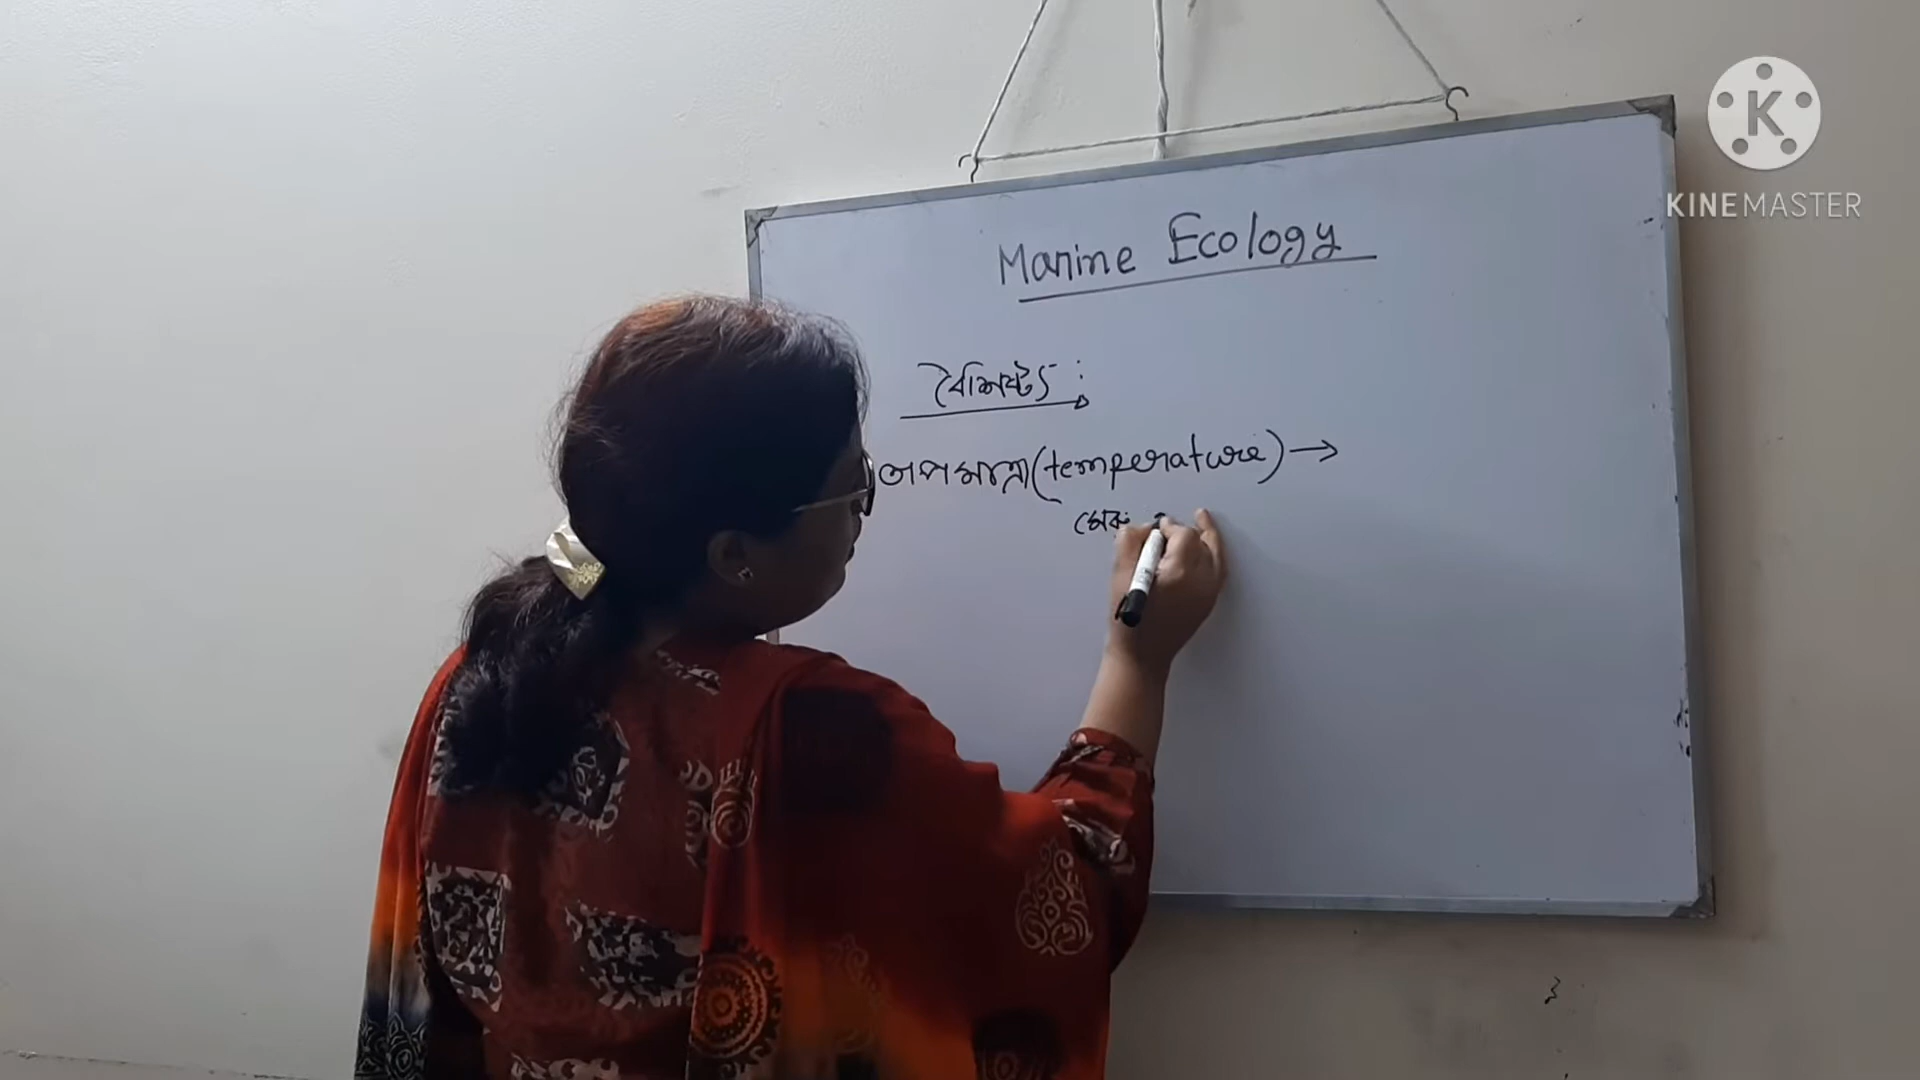 KINEMASTER
Marine Ecology
বৈশিষ্ট্য :
তাপমাত্রা (temperature) →
মেরু